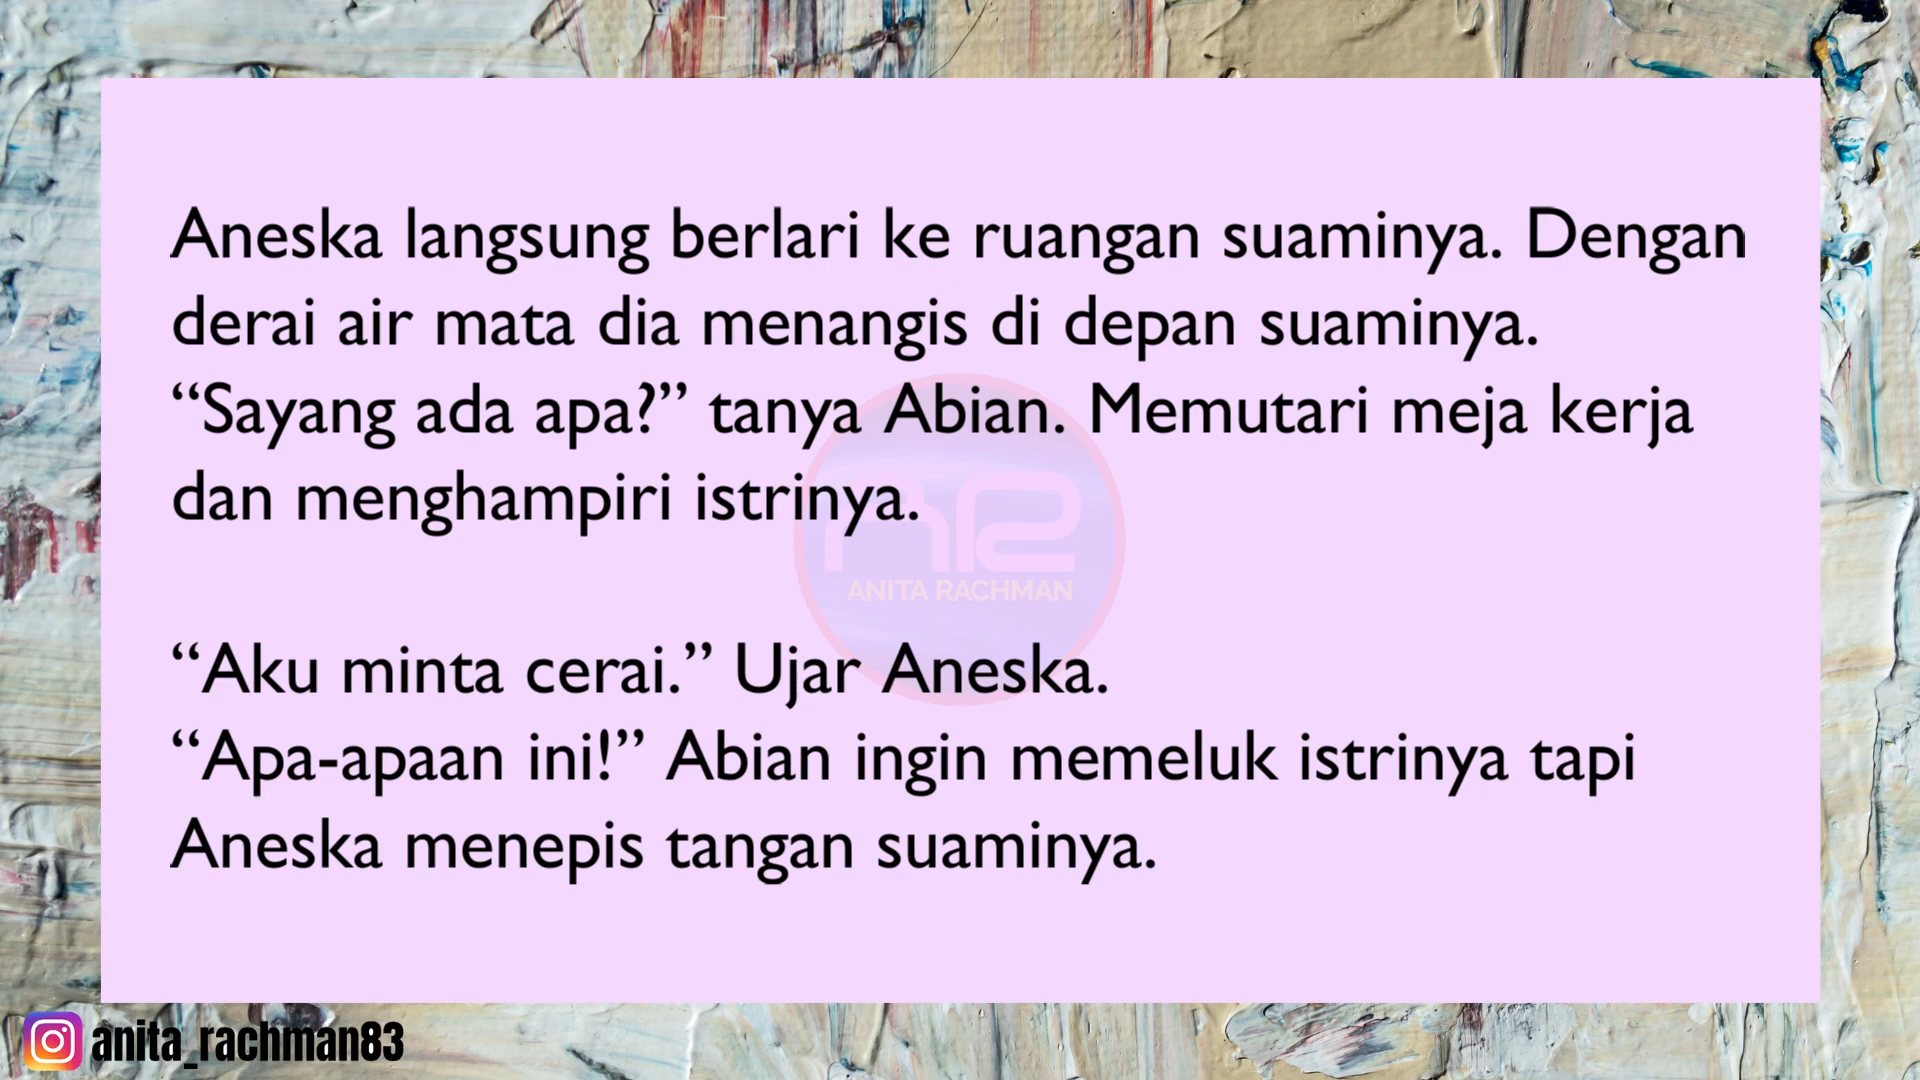 Aneska langsung berlari ke ruangan suaminya. Dengan
derai air mata dia menangis di depan suaminya.
“Sayang ada apa?” tanya Abian. Memutari meja kerja
dan menghampiri istrinya.
ANITA RACHMAN
“Aku minta cerai.” Ujar Aneska.
“Apa-apaan ini!” Abian ingin memeluk istrinya tapi
Aneska menepis tangan suaminya.
anita_rachman83